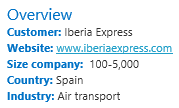 Overview
Customer: Iberia Express
Website: www.iberiaexpress.com
Size company: 100-5,000
Country: Spain
Industry: Air transport